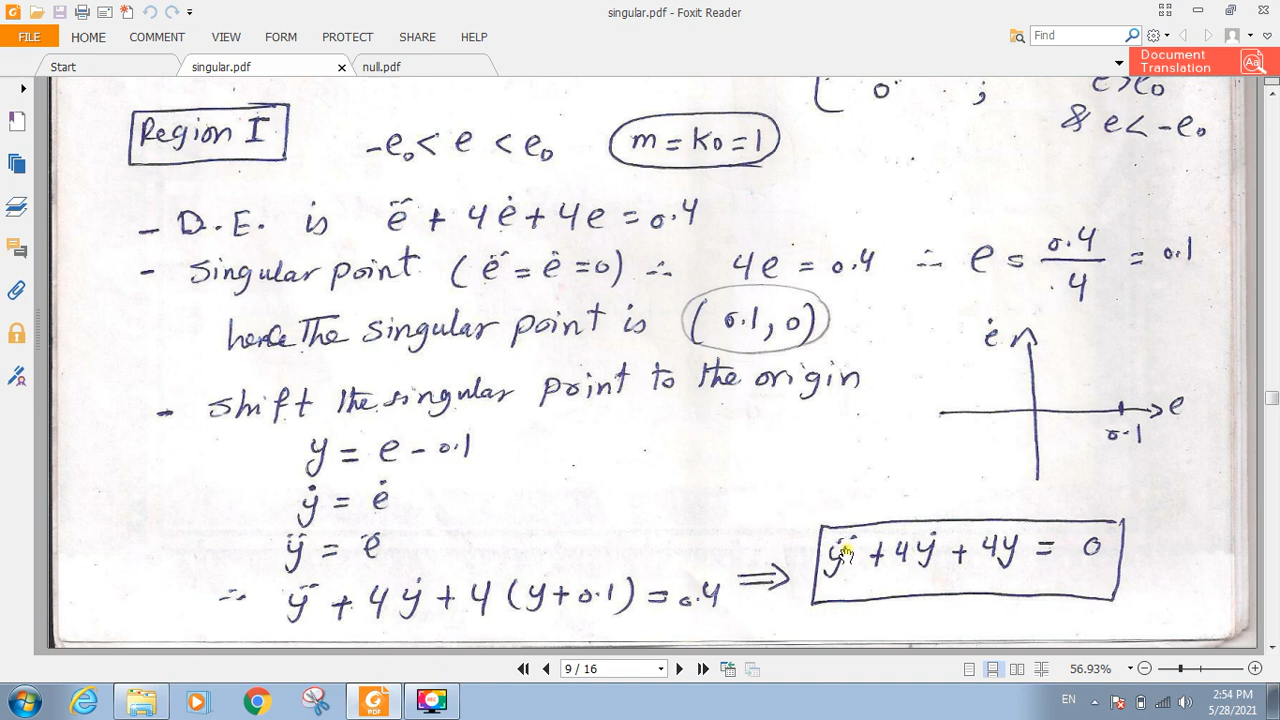 singular.pdf - Foxit Reader
FILE HOME COMMENT VIEW FORM PROTECT SHARE HELP
Find
Start singular.pdf x null.pdf
Document Translation
0 ; e>e₀
& e < -e₀
Region I -e₀ < e < e₀ m = k₀ = 1
- D.E. is ë + 4ė + 4e = 0.4
- Singular point ( ë = ė = 0) ∴ 4e = 0.4 ∴ e = 0.4/4 = 0.1
hence The singular point is (0.1, 0)
- Shift the singular point to the origin
ė
e
0.1
y = e - 0.1
ẏ = ė
ÿ = ë
∴ ÿ + 4ẏ + 4 (y + 0.1) = 0.4 ⟹ ÿ + 4ẏ + 4y = 0
9 / 16
56.93%
EN
2:54 PM
5/28/2021